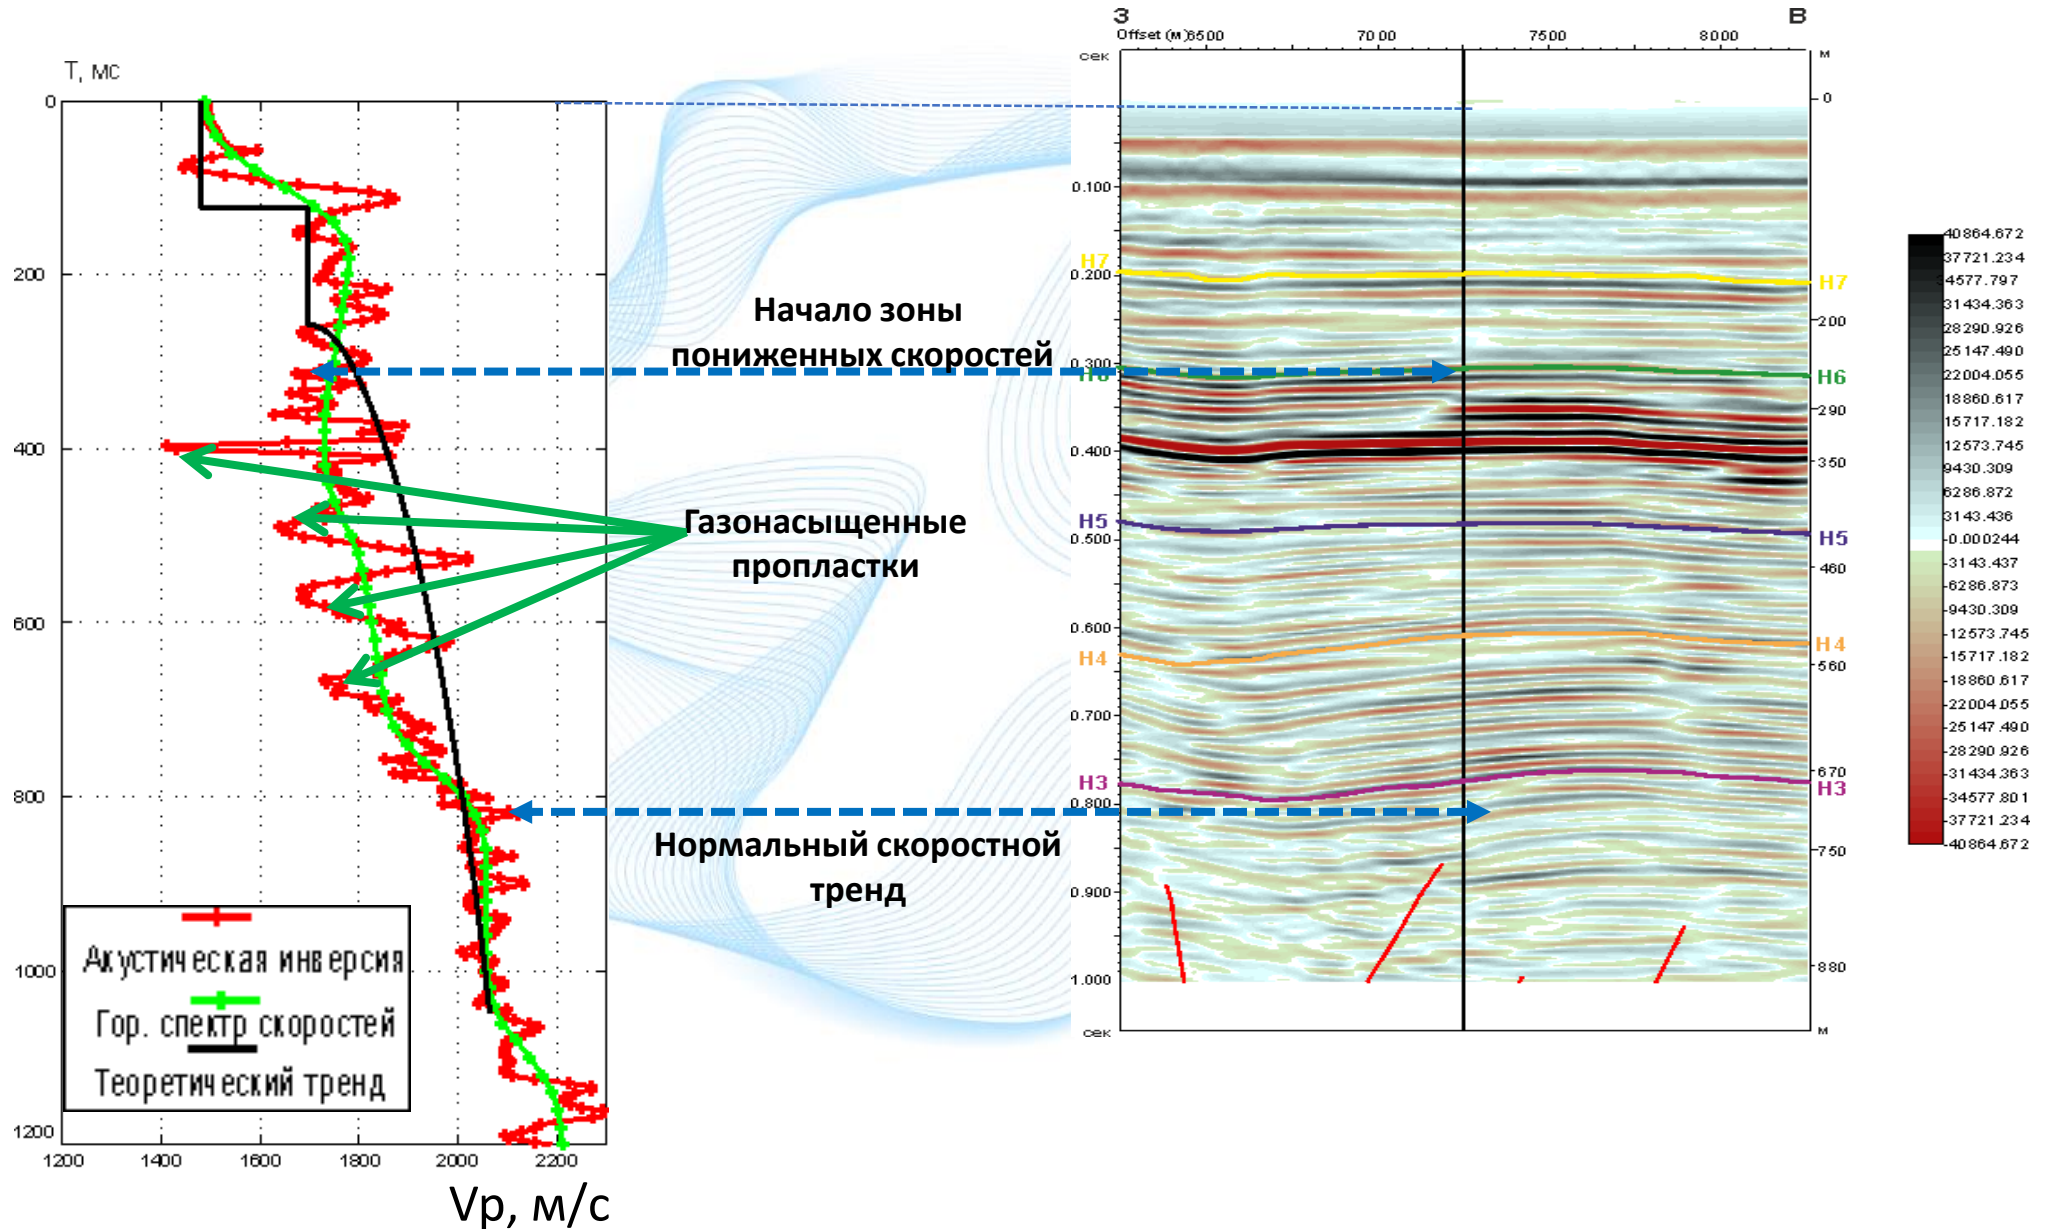 T, мс
0
200
400
600
800
1000
1200
1200 1400 1600 1800 2000 2200
Vp, м/с
Акустическая инверсия
Гор. спектр скоростей
Теоретический тренд
Начало зоны
пониженных скоростей
Газонасыщенные
пропластки
Нормальный скоростной
тренд
З В
Offset (м) 6500 7000 7500 8000
сек м
0
0.100
H7
0.200
H7
200
0.300
H6
H6
290
0.400
350
H5
0.500
H5
460
0.600
H4
H4
560
0.700
670
H3
H3
0.800
750
0.900
880
1.000
сек м
40864.672
37721.234
34577.797
31434.363
28290.926
25147.490
22004.055
18860.617
15717.182
12573.745
9430.309
6286.872
3143.436
-0.000244
-3143.437
-6286.873
-9430.309
-12573.745
-15717.182
-18860.617
-22004.055
-25147.490
-28290.926
-31434.363
-34577.801
-37721.234
-40864.672